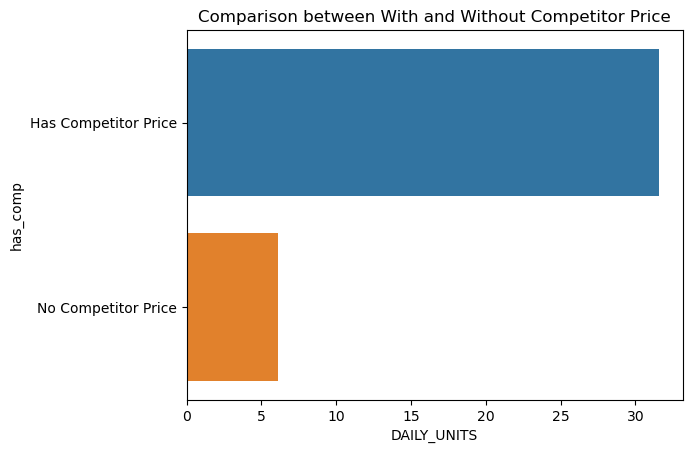 Comparison between With and Without Competitor Price
Has Competitor Price
No Competitor Price
has_comp
0 5 10 15 20 25 30
DAILY_UNITS